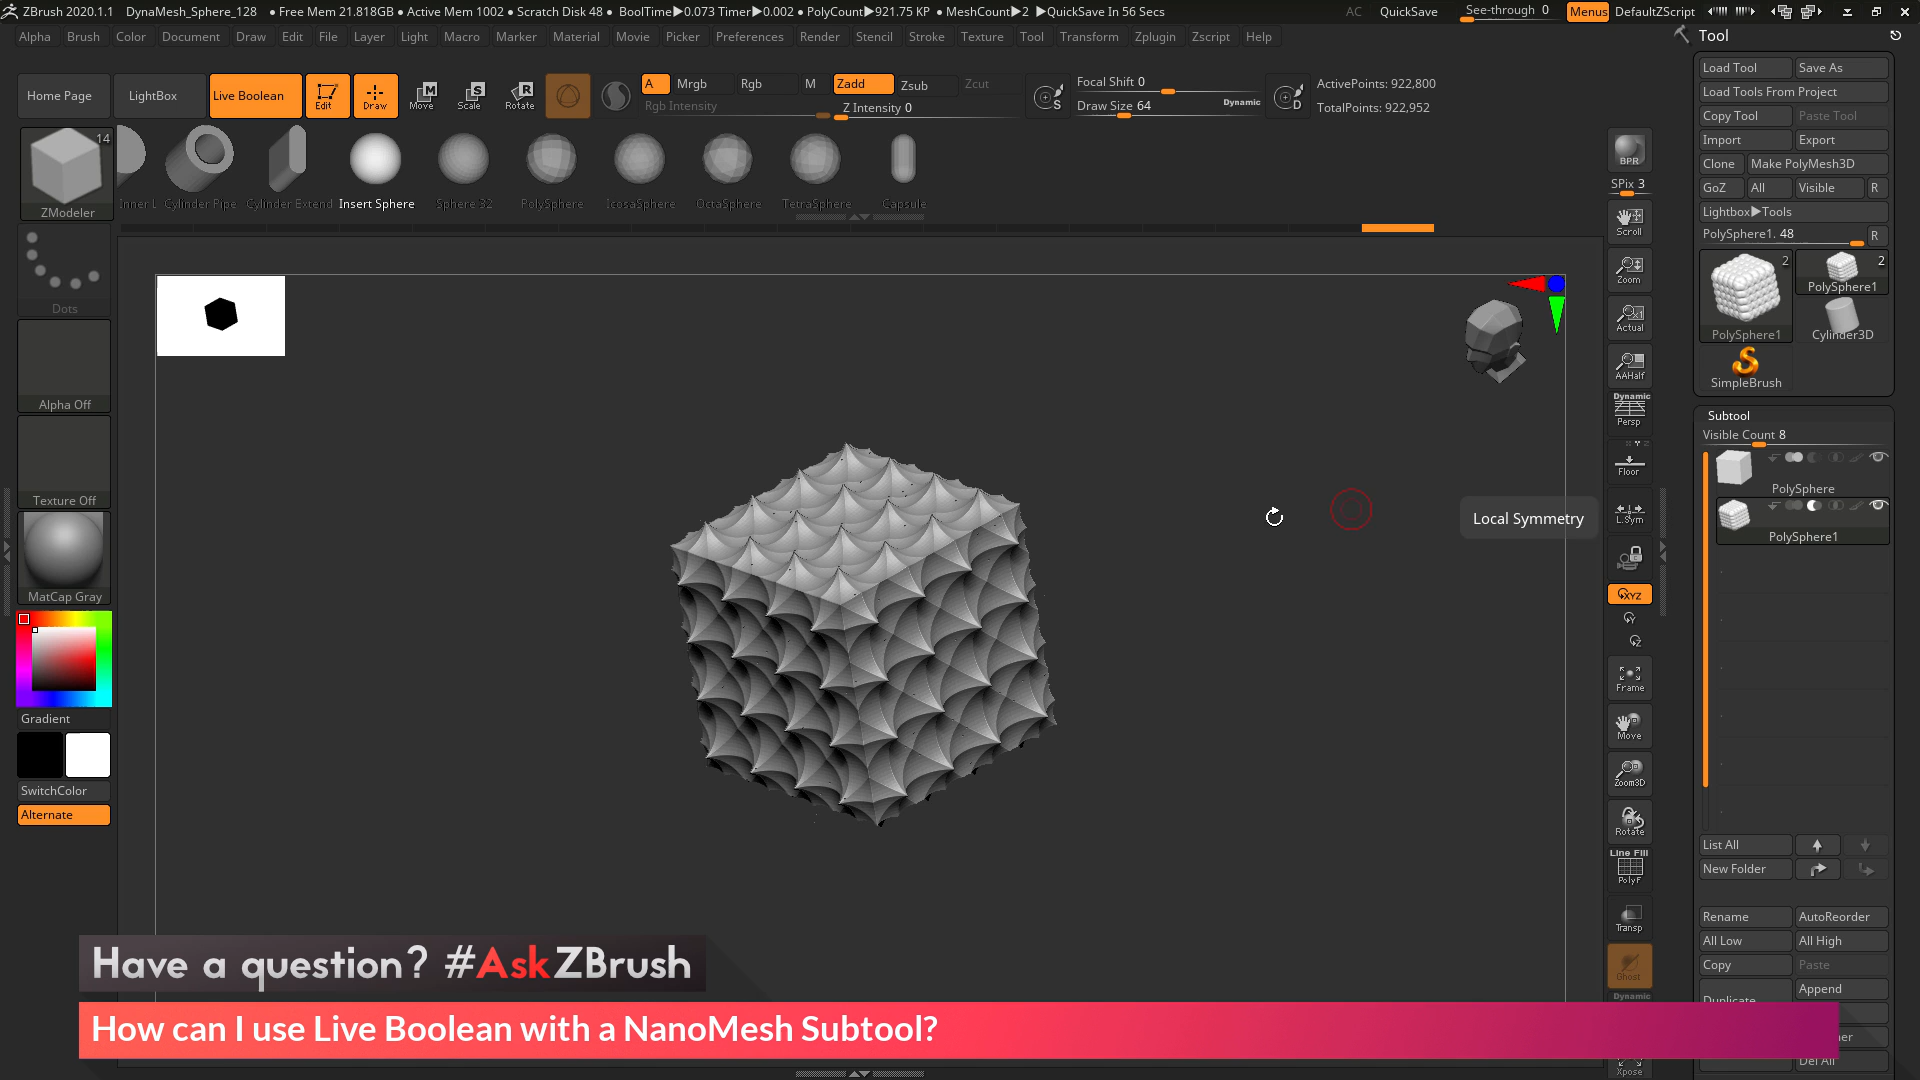 ZBrush 2020.1.1 DynaMesh_Sphere_128 ● Free Mem 21.818GB ● Active Mem 1002 ● Scratch Disk 48 ● BoolTime▶0.073 Timer▶0.002 ● PolyCount▶921.75 KP ● MeshCount▶2 ▶QuickSave In 56 Secs AC QuickSave See-through 0 Menus DefaultZScript
Alpha Brush Color Document Draw Edit File Layer Light Macro Marker Material Movie Picker Preferences Render Stencil Stroke Texture Tool Transform Zplugin Zscript Help
Home Page LightBox Live Boolean Edit Draw Move Scale Rotate
A Mrgb Rgb M Zadd Zsub Zcut
Rgb Intensity Z Intensity 0
Focal Shift 0
Draw Size 64 Dynamic
S D
ActivePoints: 922,800
TotalPoints: 922,952
14
ZModeler
Inner L Cylinder Pipe Cylinder Extend Insert Sphere Sphere 32 PolySphere IcosaSphere OctaSphere TetraSphere Capsule
Dots
Alpha Off
Texture Off
MatCap Gray
Gradient
SwitchColor
Alternate
Local Symmetry
BPR
SPix 3
Scroll
Zoom
Actual
AAHalf
Dynamic
Persp
Floor
L.Sym
XYZ
Y
Z
Frame
Move
Zoom3D
Rotate
Line Fill
PolyF
Transp
Ghost
Dynamic
Xpose
Tool
Load Tool Save As
Load Tools From Project
Copy Tool Paste Tool
Import Export
Clone Make PolyMesh3D
GoZ All Visible R
Lightbox▶Tools
PolySphere1. 48 R
2 2
PolySphere1
PolySphere1 Cylinder3D
SimpleBrush
Subtool
Visible Count 8
PolySphere
PolySphere1
List All
New Folder
Rename AutoReorder
All Low All High
Copy Paste
Duplicate Append
Del All
Have a question? #AskZBrush
How can I use Live Boolean with a NanoMesh Subtool?